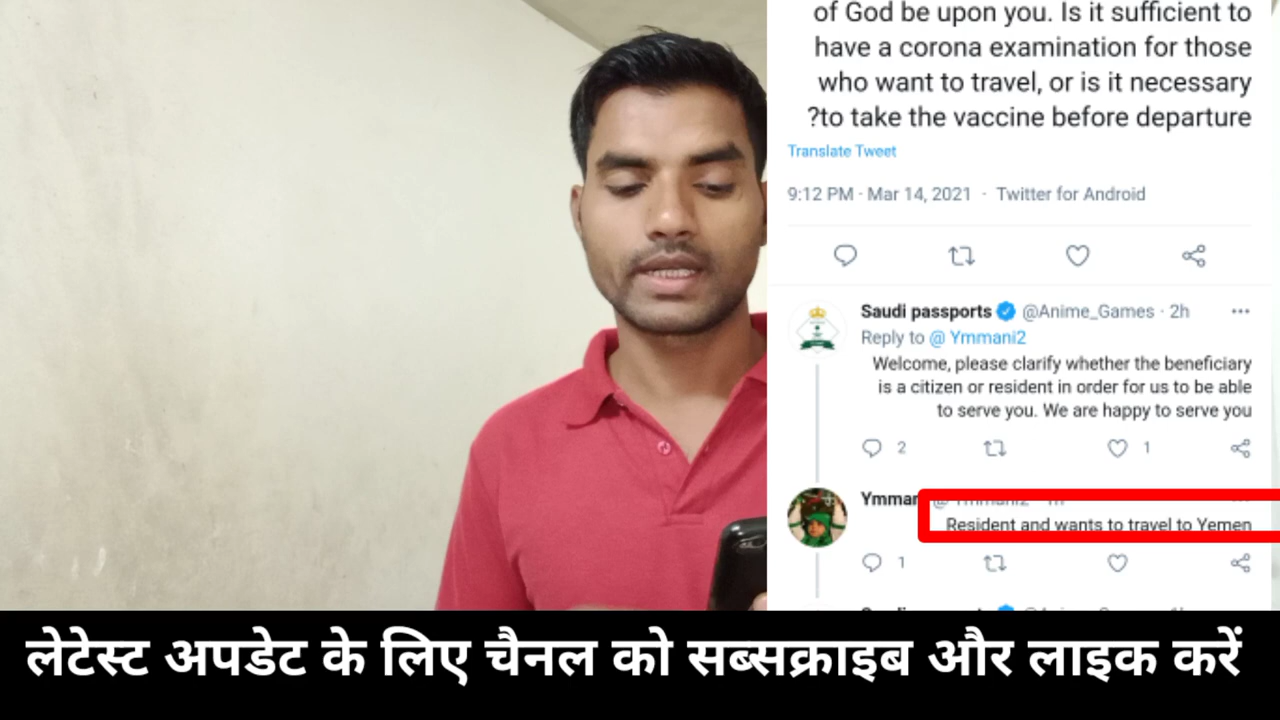 of God be upon you. Is it sufficient to
have a corona examination for those
who want to travel, or is it necessary
?to take the vaccine before departure
Translate Tweet
9:12 PM · Mar 14, 2021 · Twitter for Android
Saudi passports @Anime_Games · 2h
Reply to @ Ymmani2
Welcome, please clarify whether the beneficiary
is a citizen or resident in order for us to be able
to serve you. We are happy to serve you
2 1
Ymman @ Ymmani2 · 1h
Resident and wants to travel to Yemen
1
लेटेस्ट अपडेट के लिए चैनल को सब्सक्राइब और लाइक करें